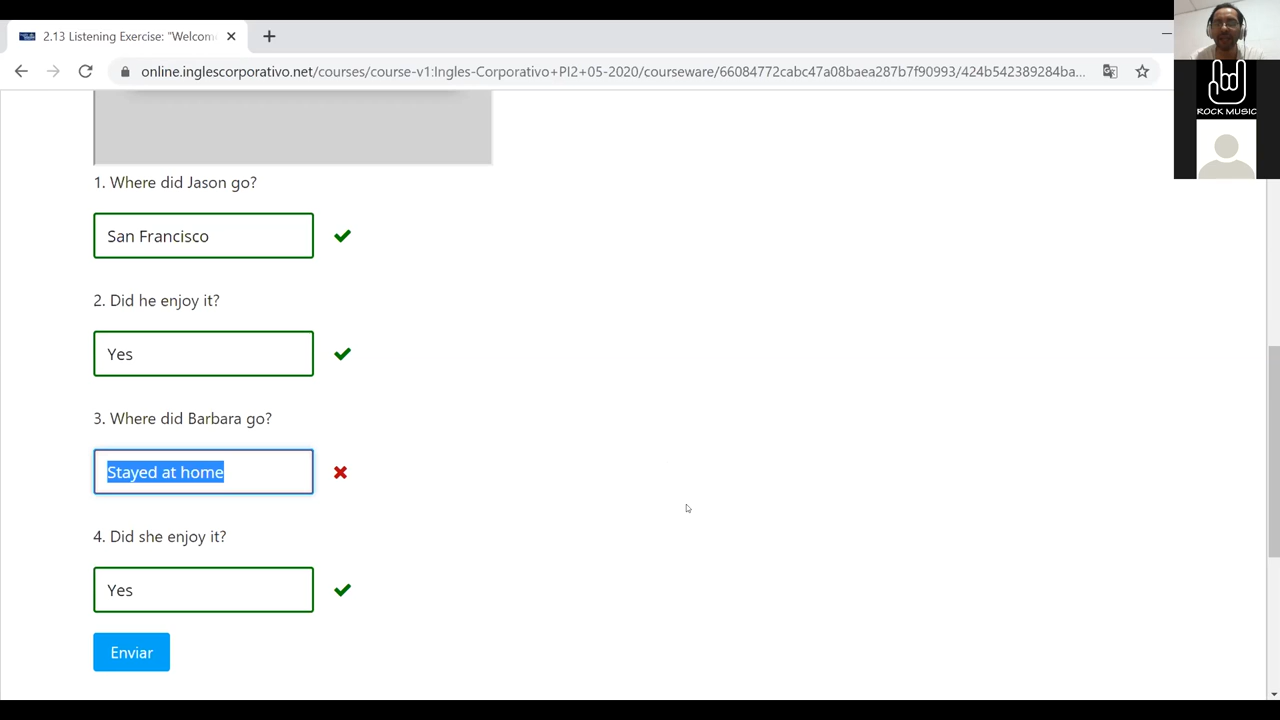 2.13 Listening Exercise: "Welcom
online.inglescorporativo.net/courses/course-v1:Ingles-Corporativo+PI2+05-2020/courseware/66084772cabc47a08baea287b7f90993/424b542389284ba...
ROCK MUSIC
1. Where did Jason go?
San Francisco
2. Did he enjoy it?
Yes
3. Where did Barbara go?
Stayed at home
4. Did she enjoy it?
Yes
Enviar